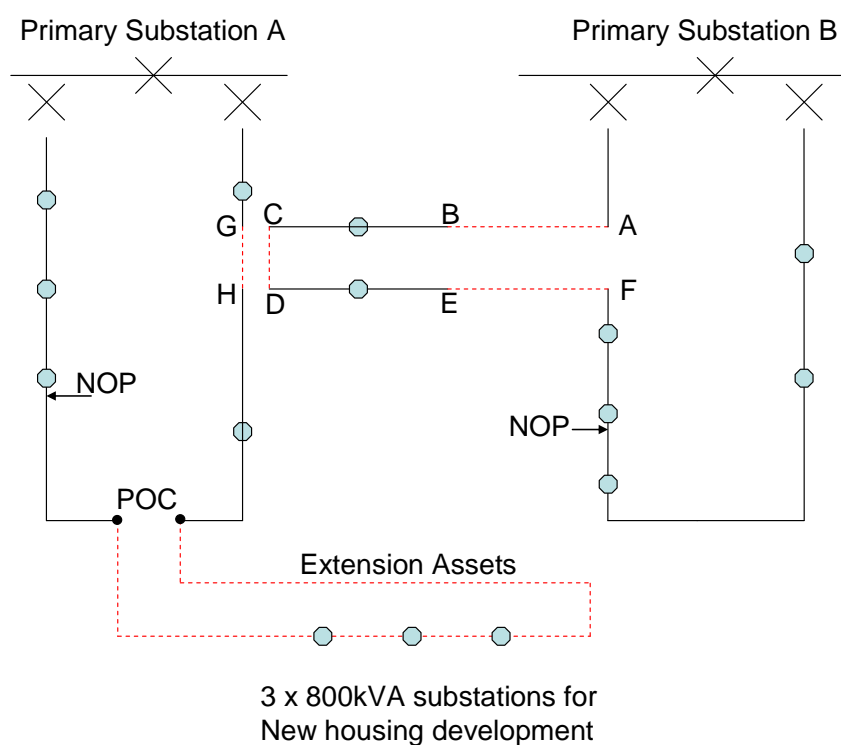 Primary Substation A
Primary Substation B
G
C
B
A
H
D
E
F
NOP
NOP
POC
Extension Assets
3 x 800kVA substations for
New housing development